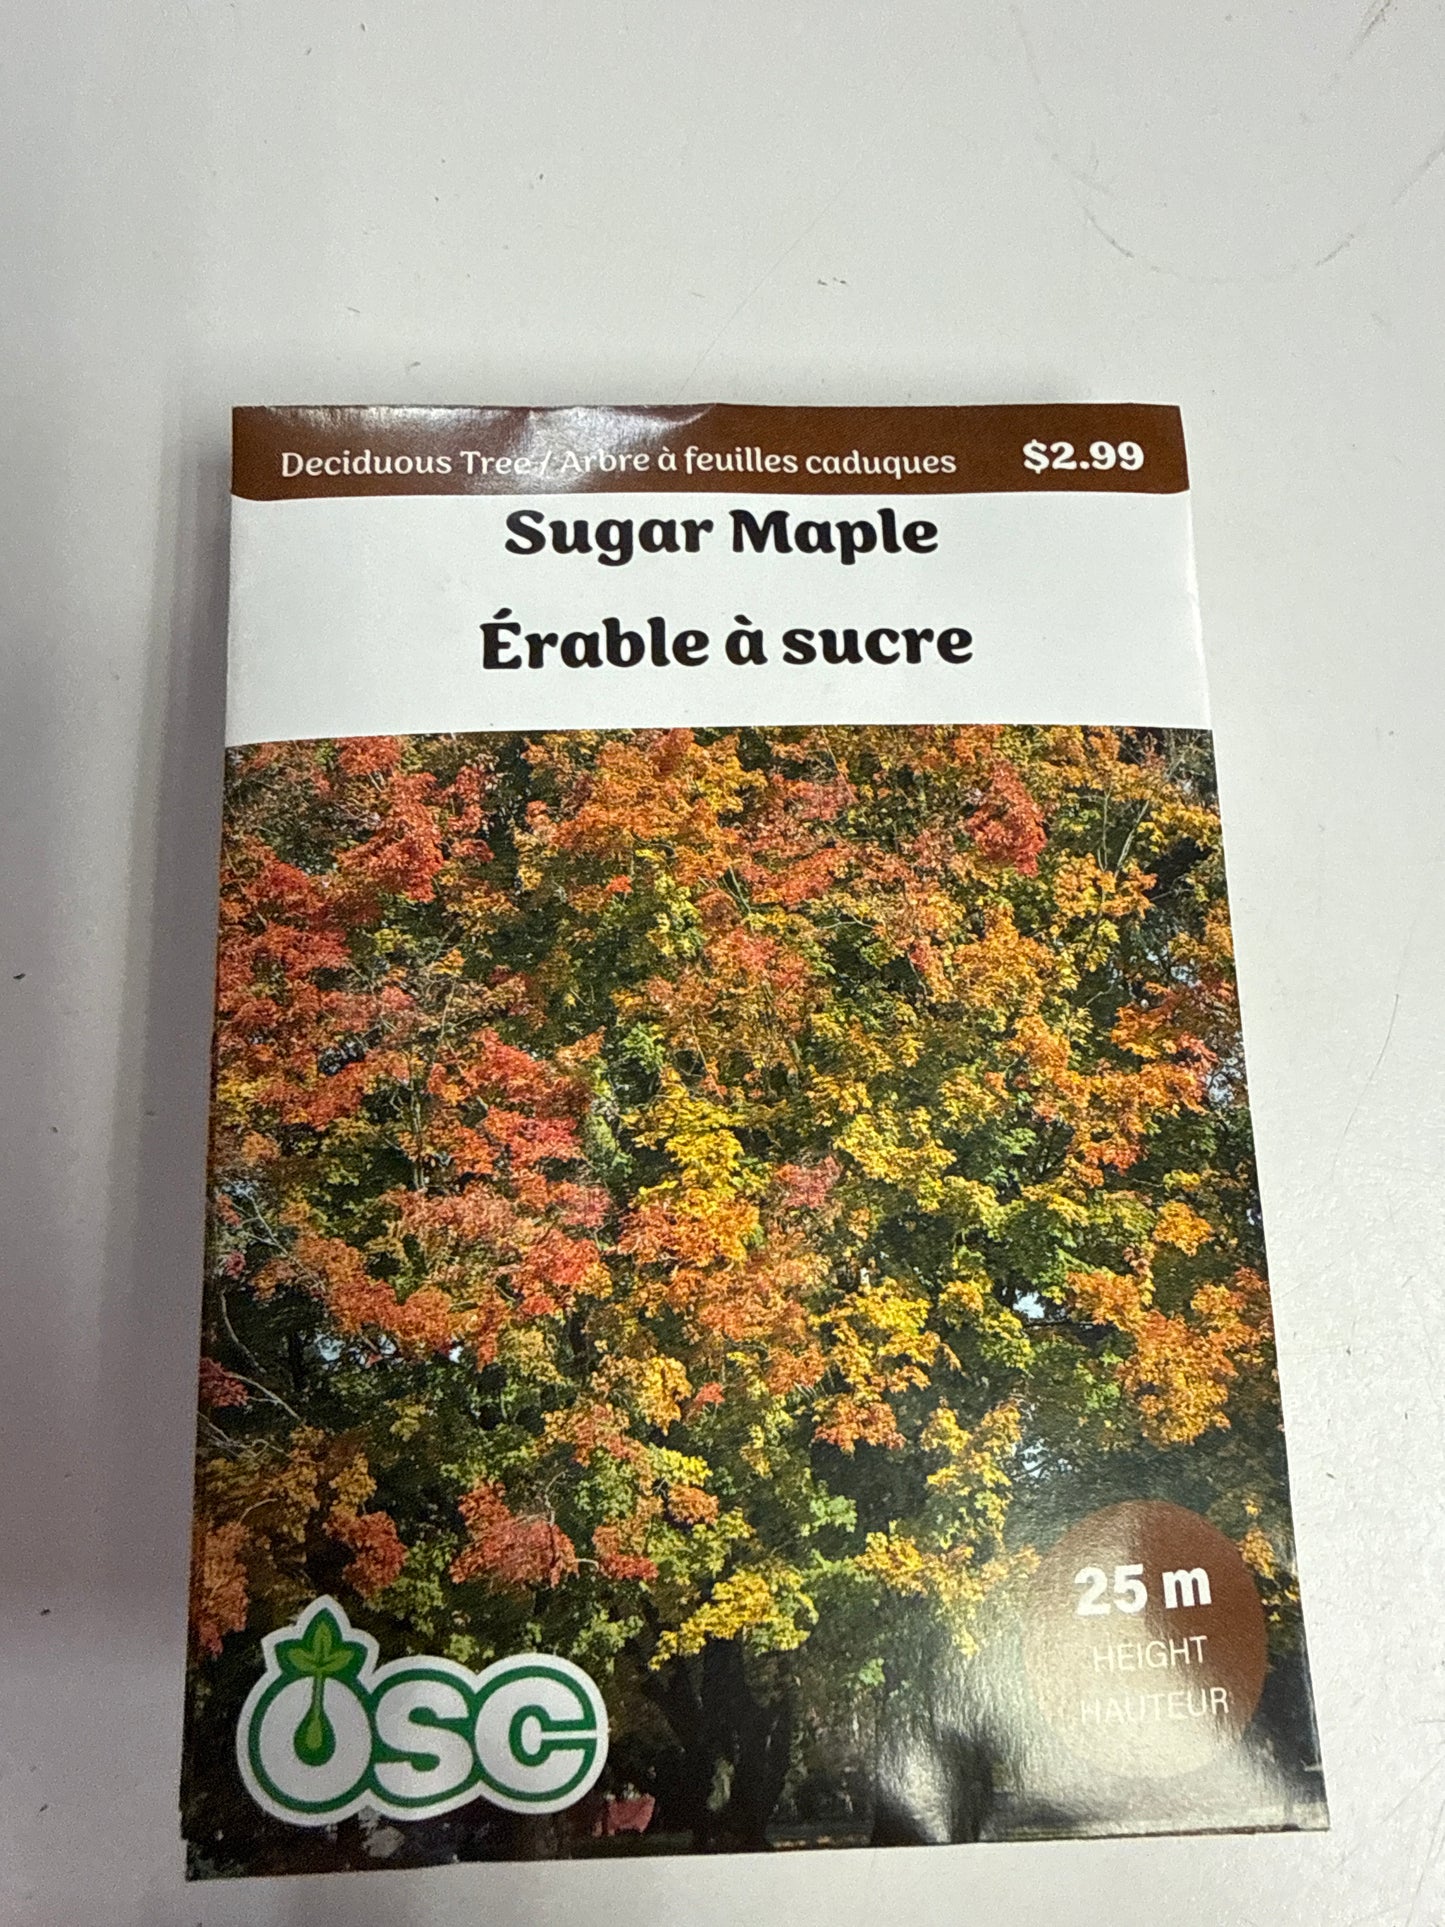 Deciduous Tree / Arbre à feuilles caduques $2.99
Sugar Maple
Érable à sucre
25 m
HEIGHT
HAUTEUR
OSC